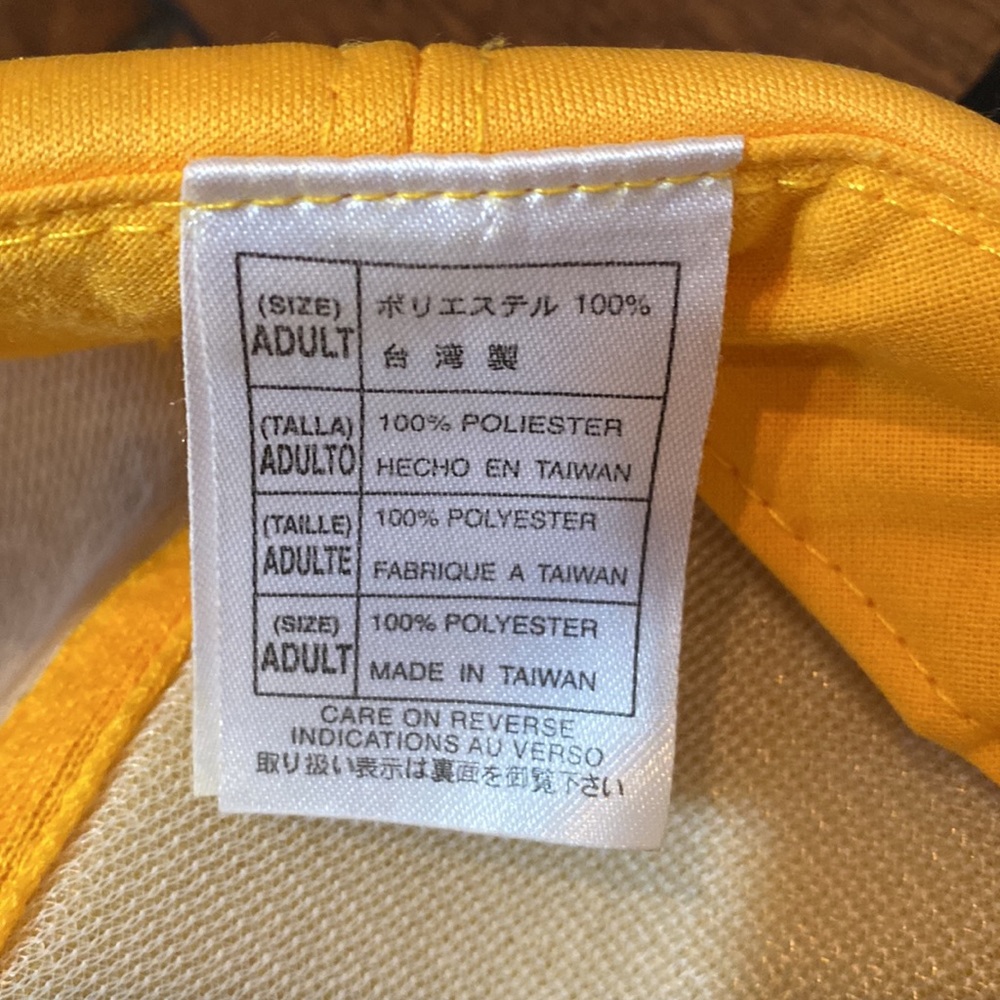 (SIZE)
ADULT
ポリエステル 100%
台湾製
(TALLA)
ADULTO
100% POLIESTER
HECHO EN TAIWAN
(TAILLE)
ADULTE
100% POLYESTER
FABRIQUE A TAIWAN
(SIZE)
ADULT
100% POLYESTER
MADE IN TAIWAN
CARE ON REVERSE
INDICATIONS AU VERSO
取り扱い表示は裏面を御覧下さい